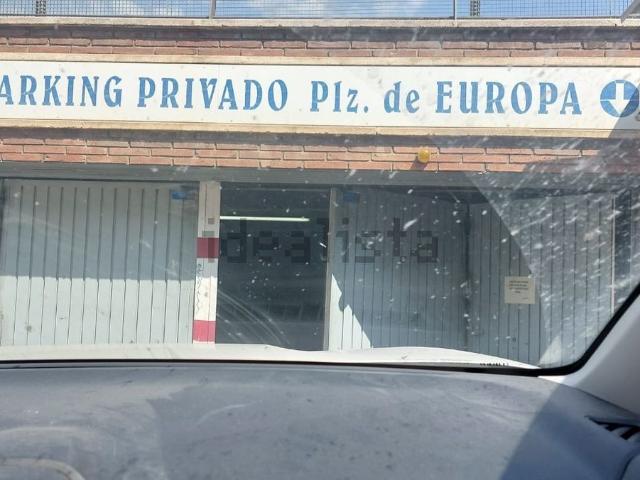 ARKING PRIVADO Plz. de EUROPA
idealista